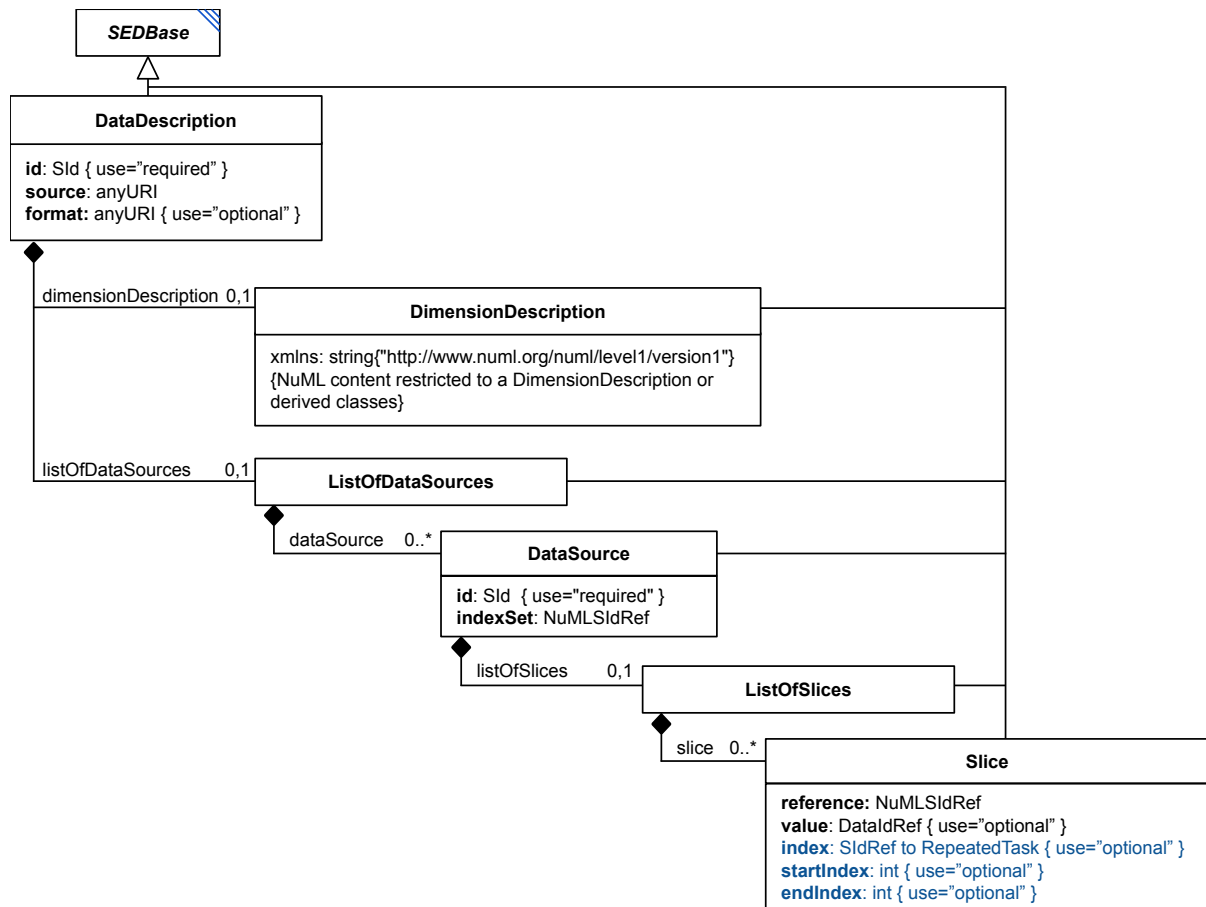 SEDBase
DataDescription
id: SId { use=”required” }
source: anyURI
format: anyURI { use=”optional” }
dimensionDescription 0,1
DimensionDescription
xmlns: string{"http://www.numl.org/numl/level1/version1"}
{NuML content restricted to a DimensionDescription or
derived classes}
listOfDataSources 0,1
ListOfDataSources
dataSource 0..*
DataSource
id: SId { use="required" }
indexSet: NuMLSIdRef
listOfSlices 0,1
ListOfSlices
slice 0..*
Slice
reference: NuMLSIdRef
value: DataIdRef { use=”optional” }
index: SIdRef to RepeatedTask { use=”optional” }
startIndex: int { use=”optional” }
endIndex: int { use=”optional” }